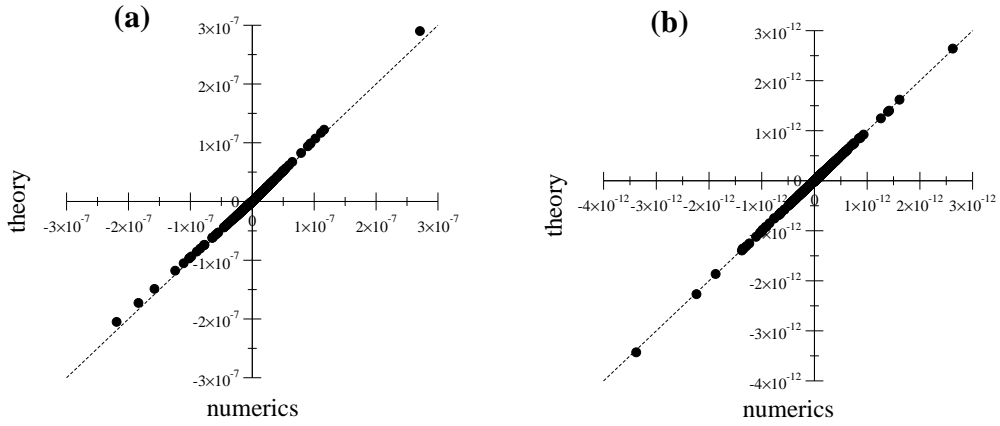 (a)
3×10⁻⁷
2×10⁻⁷
1×10⁻⁷
0
-1×10⁻⁷
-2×10⁻⁷
-3×10⁻⁷
-3×10⁻⁷ -2×10⁻⁷ -1×10⁻⁷ 0 1×10⁻⁷ 2×10⁻⁷ 3×10⁻⁷
theory
numerics
(b)
3×10⁻¹²
2×10⁻¹²
1×10⁻¹²
0
-1×10⁻¹²
-2×10⁻¹²
-3×10⁻¹²
-4×10⁻¹²
-4×10⁻¹² -3×10⁻¹² -2×10⁻¹² -1×10⁻¹² 0 1×10⁻¹² 2×10⁻¹² 3×10⁻¹²
theory
numerics